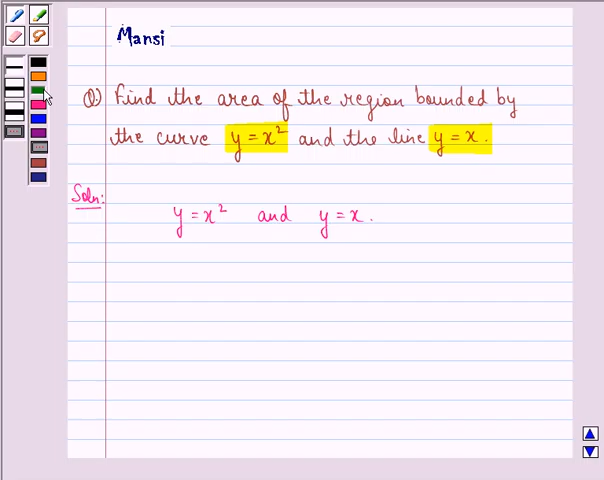 Mansi
Q) Find the area of the region bounded by
the curve y = x² and the line y = x.
Soln:
y = x² and y = x.